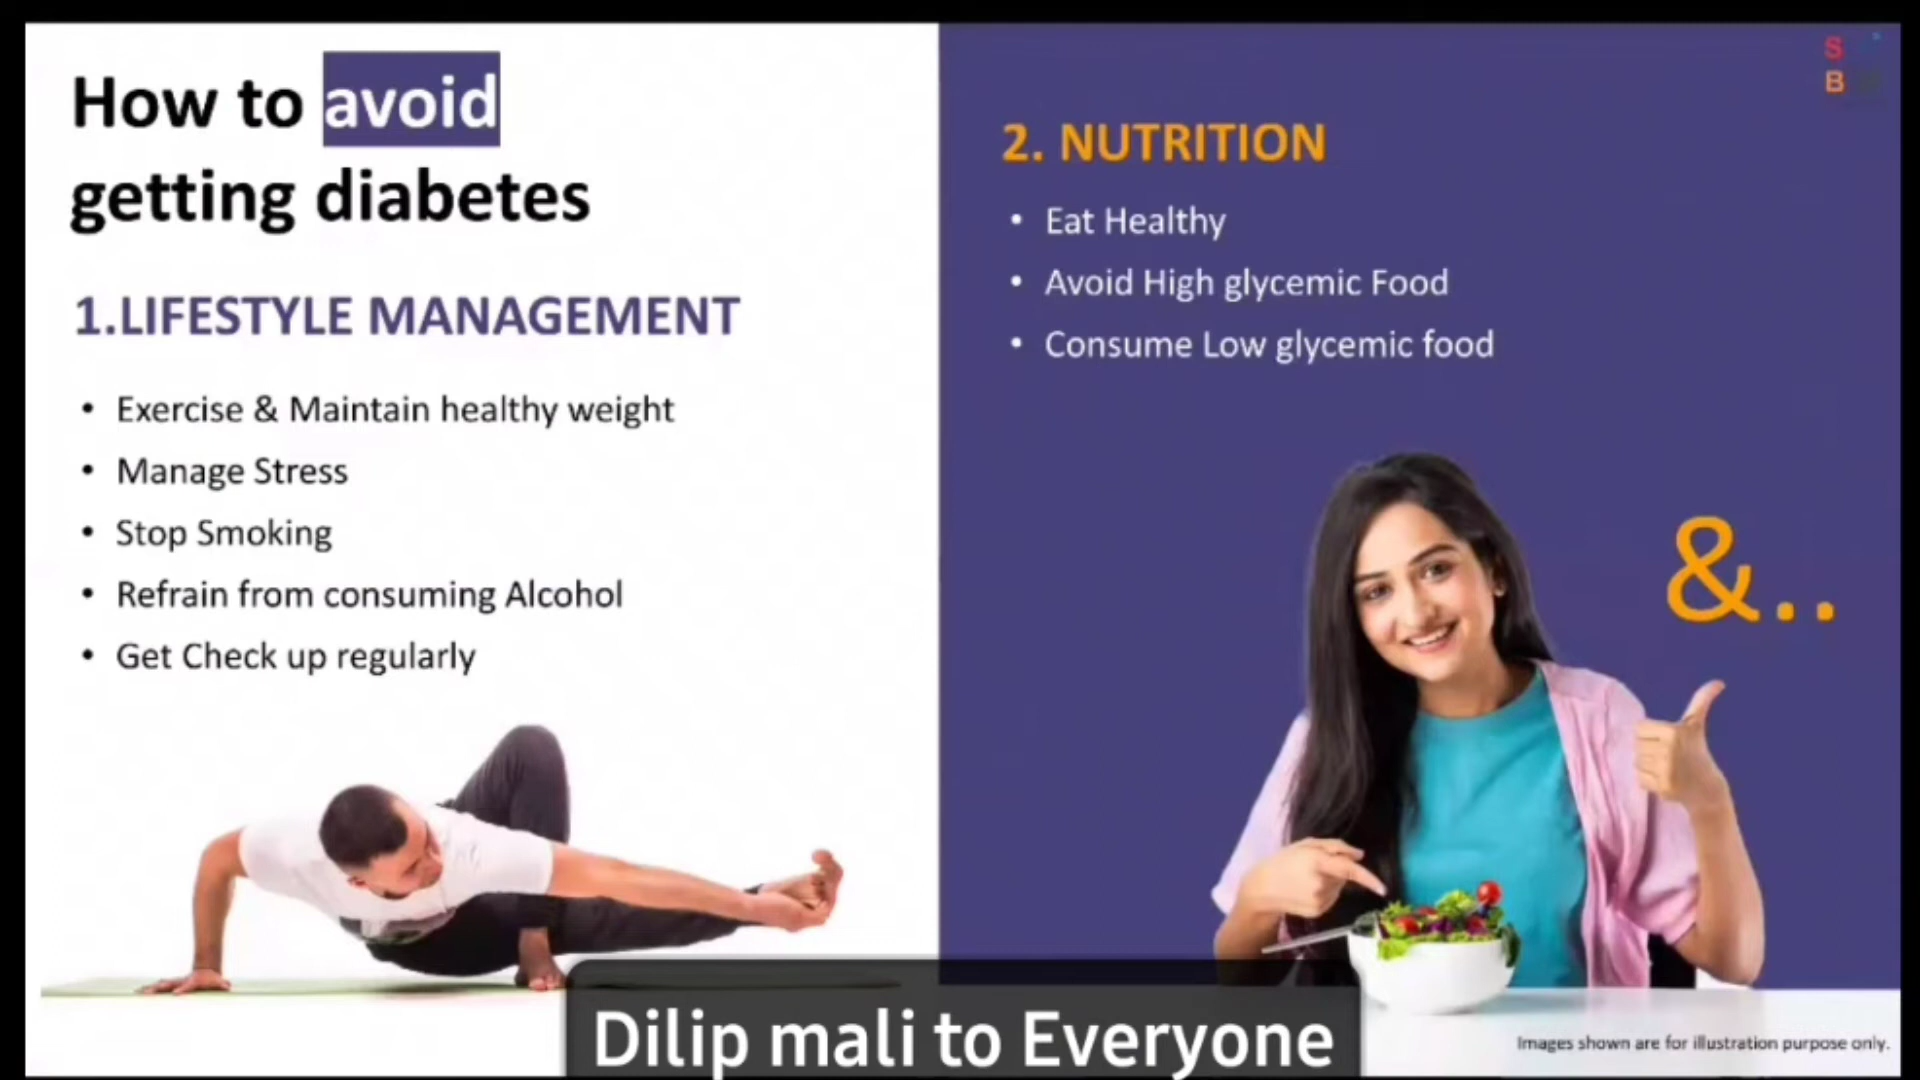 How to avoid
getting diabetes
1.LIFESTYLE MANAGEMENT
• Exercise & Maintain healthy weight
• Manage Stress
• Stop Smoking
• Refrain from consuming Alcohol
• Get Check up regularly
2. NUTRITION
• Eat Healthy
• Avoid High glycemic Food
• Consume Low glycemic food
&..
S
B
Images shown are for illustration purpose only.
Dilip mali to Everyone